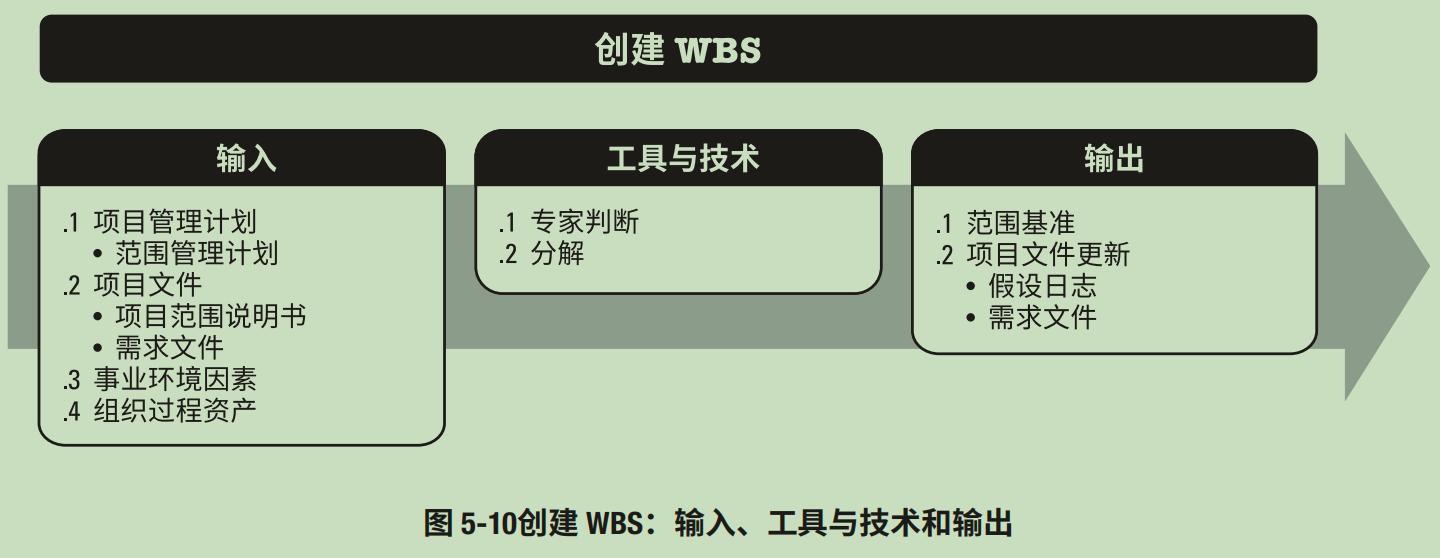 创建 WBS
输入
.1 项目管理计划
• 范围管理计划
.2 项目文件
• 项目范围说明书
• 需求文件
.3 事业环境因素
.4 组织过程资产
工具与技术
.1 专家判断
.2 分解
输出
.1 范围基准
.2 项目文件更新
• 假设日志
• 需求文件
图 5-10创建 WBS：输入、工具与技术和输出